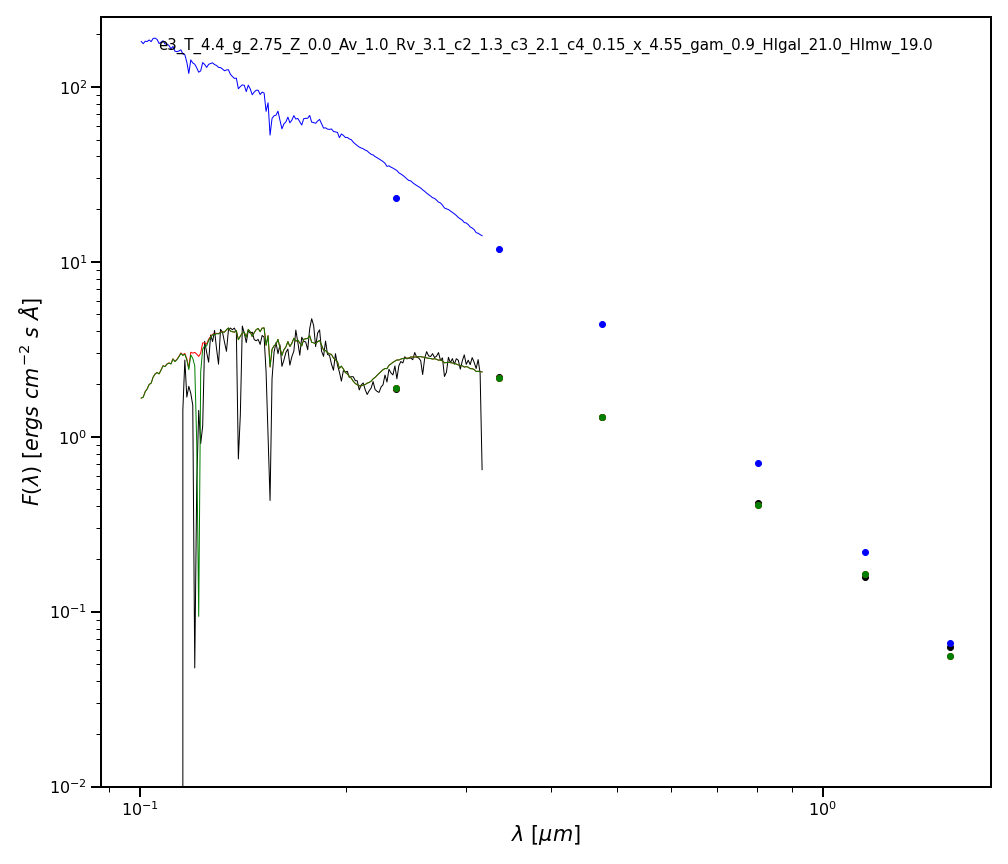 e3_T_4.4_g_2.75_Z_0.0_Av_1.0_Rv_3.1_c2_1.3_c3_2.1_c4_0.15_x_4.55_gam_0.9_HIgal_21.0_HImw_19.0
10²
10¹
10⁰
10⁻¹
10⁻²
F(λ) [ergs cm⁻² s Å]
10⁻¹
10⁰
λ [μm]